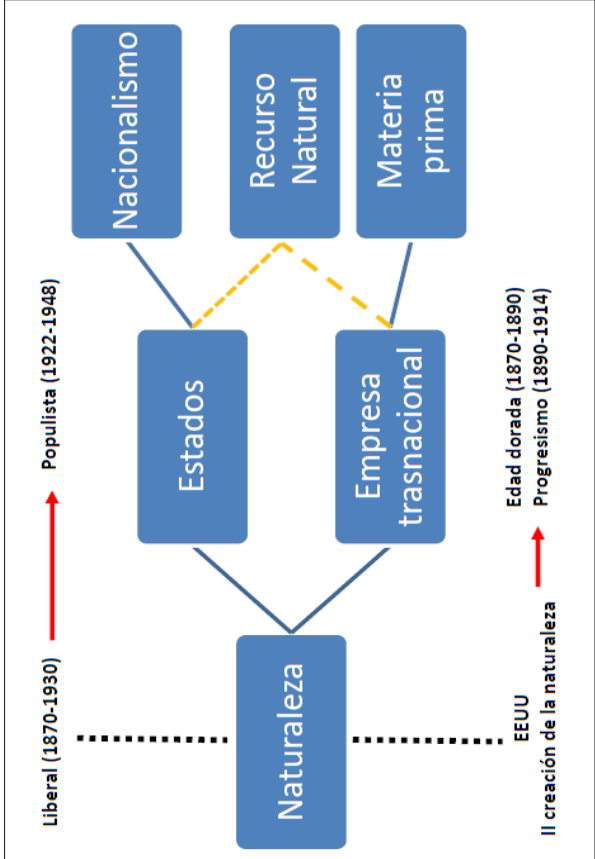 Liberal (1870-1930)
Populista (1922-1948)
Naturaleza
Estados
Empresa
trasnacional
Nacionalismo
Recurso
Natural
Materia
prima
EEUU
II creación de la naturaleza
Edad dorada (1870-1890)
Progresismo (1890-1914)